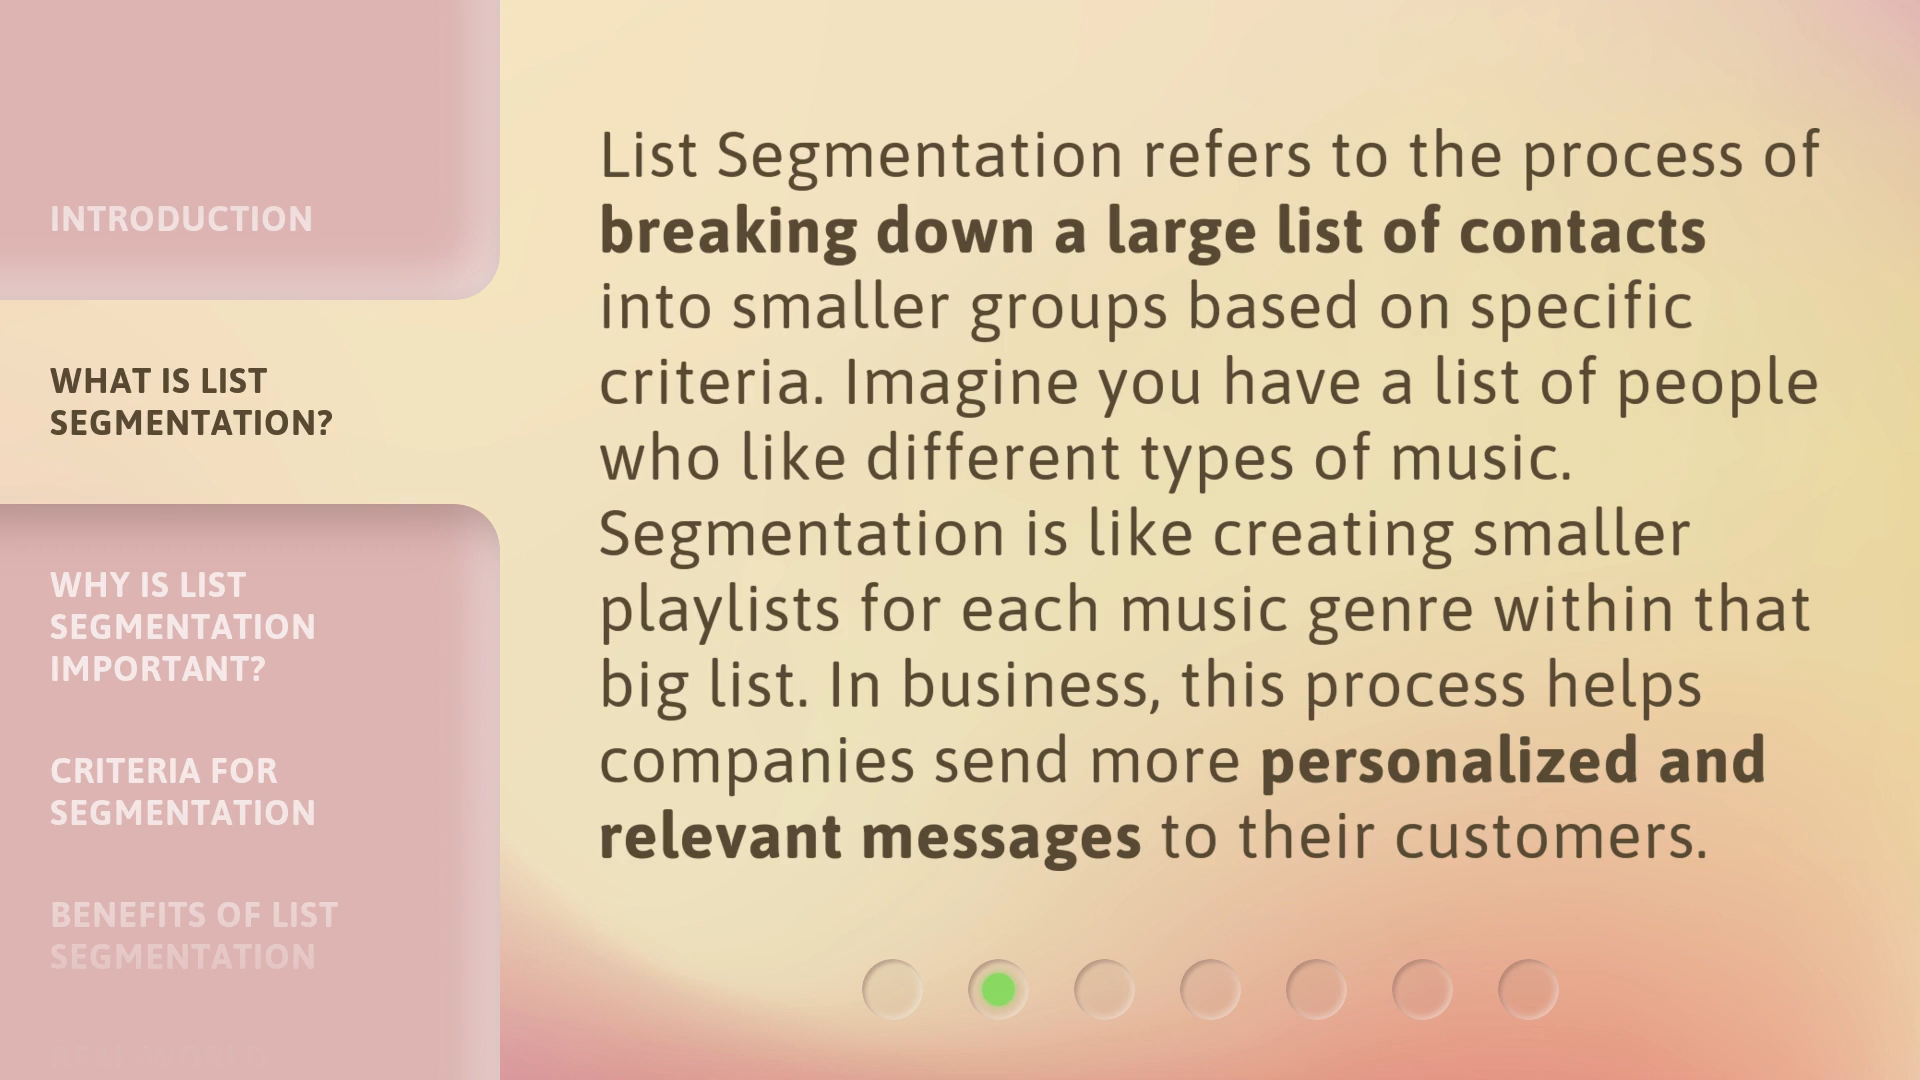 INTRODUCTION
WHAT IS LIST
SEGMENTATION?
WHY IS LIST
SEGMENTATION
IMPORTANT?
CRITERIA FOR
SEGMENTATION
BENEFITS OF LIST
SEGMENTATION
REAL-WORLD
List Segmentation refers to the process of
breaking down a large list of contacts
into smaller groups based on specific
criteria. Imagine you have a list of people
who like different types of music.
Segmentation is like creating smaller
playlists for each music genre within that
big list. In business, this process helps
companies send more personalized and
relevant messages to their customers.